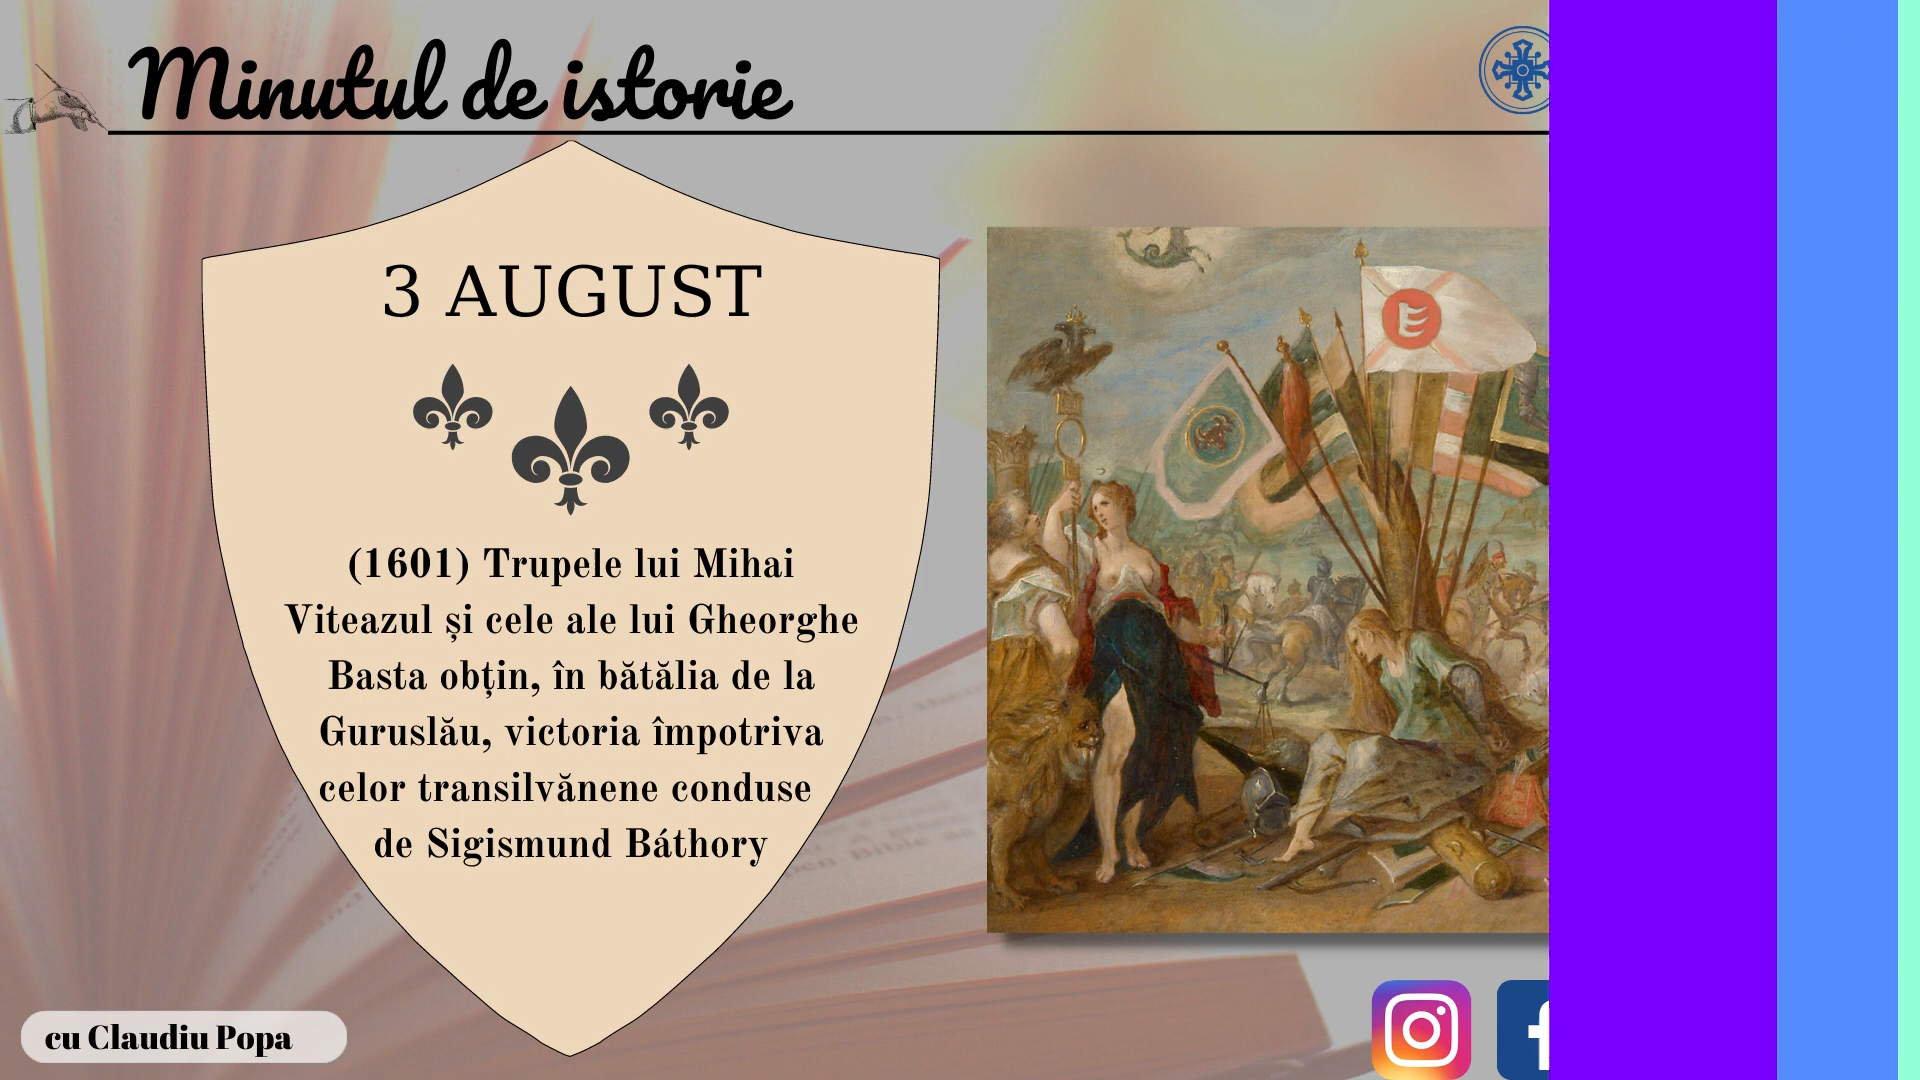 Minutul de istorie
3 AUGUST
(1601) Trupele lui Mihai
Viteazul și cele ale lui Gheorghe
Basta obțin, în bătălia de la
Guruslău, victoria împotriva
celor transilvănene conduse
de Sigismund Báthory
cu Claudiu Popa